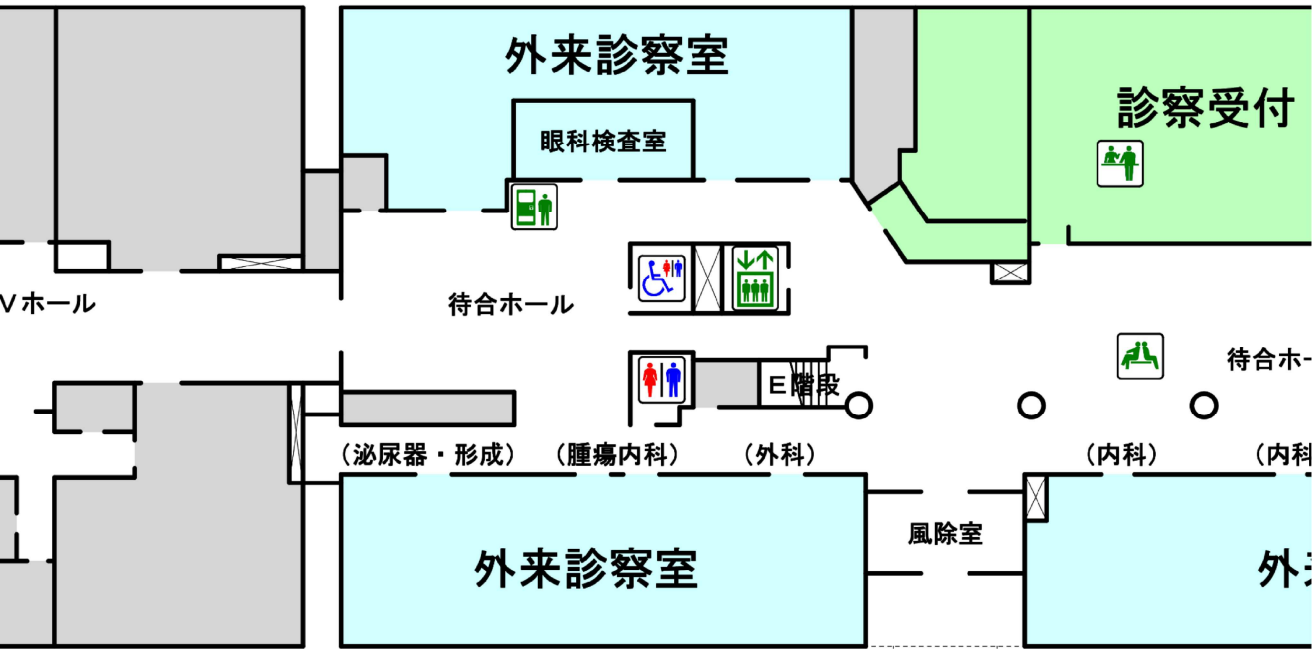 外来診察室
診察受付
眼科検査室
Vホール
待合ホール
待合ホー
E階段
（泌尿器・形成）
（腫瘍内科）
（外科）
（内科）
（内科
風除室
外来診察室
外